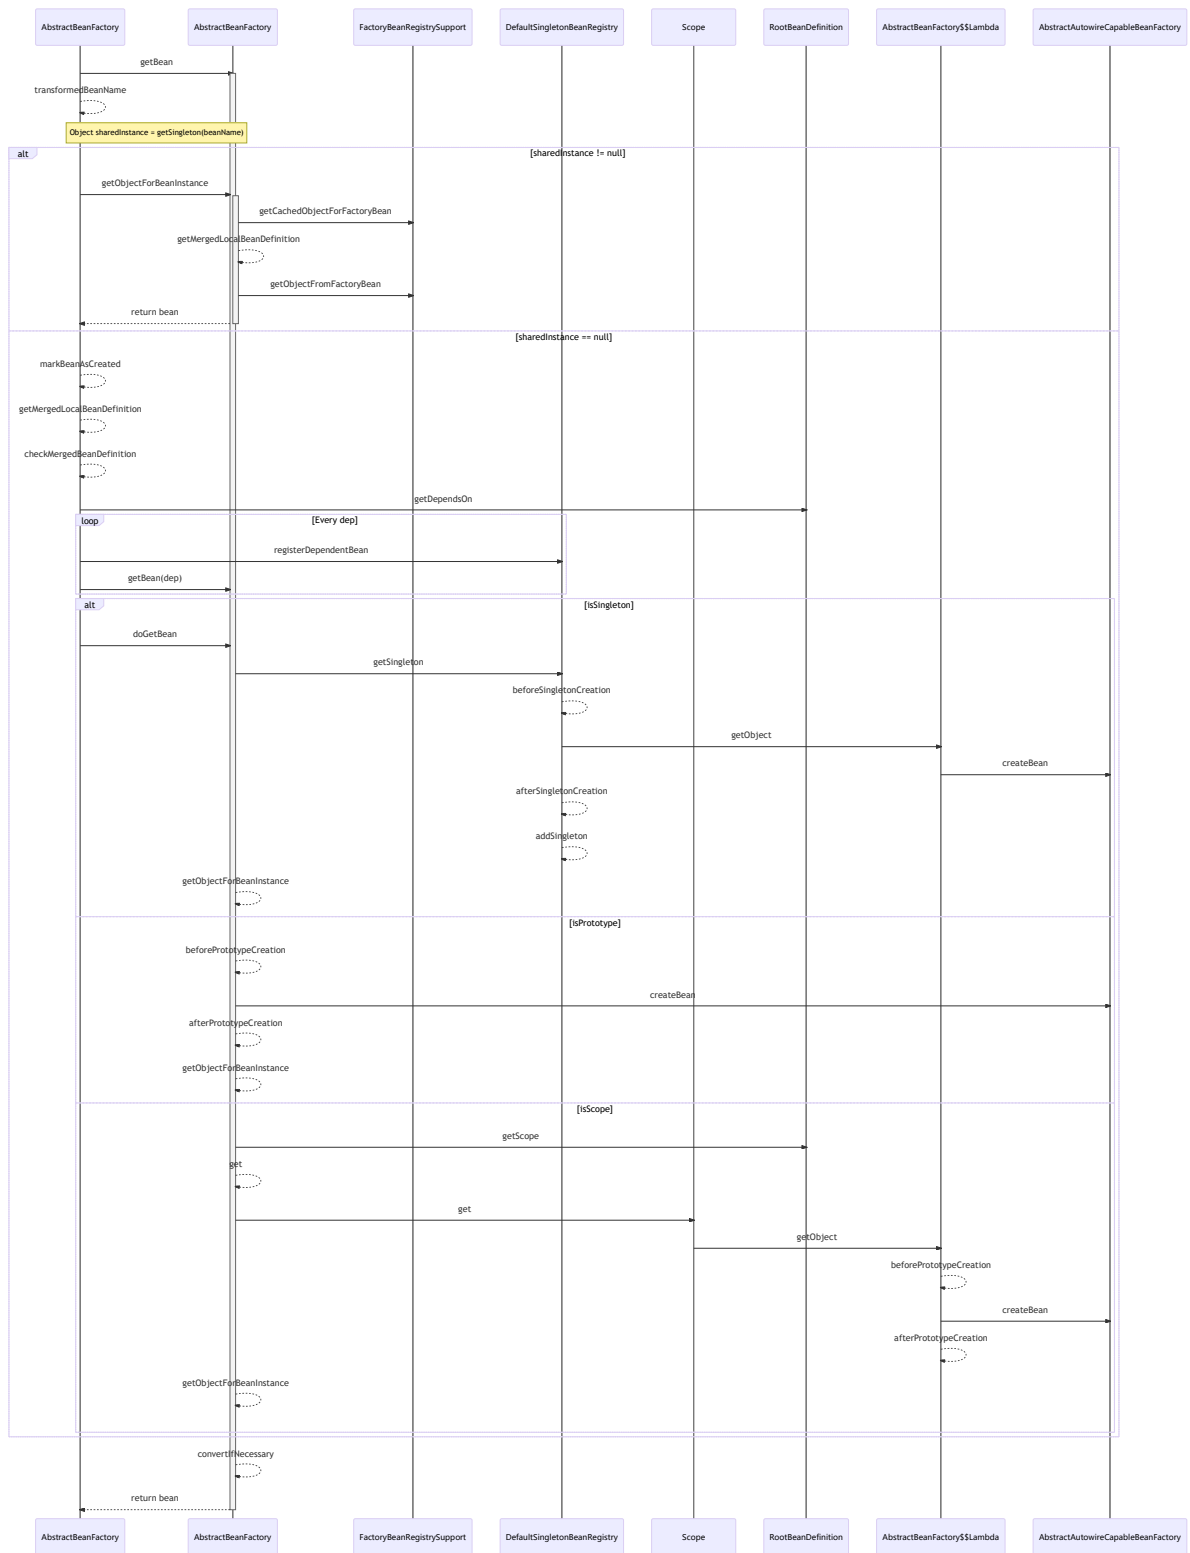 AbstractBeanFactory
AbstractBeanFactory
FactoryBeanRegistrySupport
DefaultSingletonBeanRegistry
Scope
RootBeanDefinition
AbstractBeanFactory$$Lambda
AbstractAutowireCapableBeanFactory
getBean
transformedBeanName
Object sharedInstance = getSingleton(beanName)
alt
[sharedInstance != null]
getObjectForBeanInstance
getCachedObjectForFactoryBean
getMergedLocalBeanDefinition
getObjectFromFactoryBean
return bean
[sharedInstance == null]
markBeanAsCreated
getMergedLocalBeanDefinition
checkMergedBeanDefinition
getDependsOn
loop
[Every dep]
registerDependentBean
getBean(dep)
alt
[isSingleton]
doGetBean
getSingleton
beforeSingletonCreation
getObject
createBean
afterSingletonCreation
addSingleton
getObjectForBeanInstance
[isPrototype]
beforePrototypeCreation
createBean
afterPrototypeCreation
getObjectForBeanInstance
[isScope]
getScope
get
get
getObject
beforePrototypeCreation
createBean
afterPrototypeCreation
getObjectForBeanInstance
convertIfNecessary
return bean
AbstractBeanFactory
AbstractBeanFactory
FactoryBeanRegistrySupport
DefaultSingletonBeanRegistry
Scope
RootBeanDefinition
AbstractBeanFactory$$Lambda
AbstractAutowireCapableBeanFactory